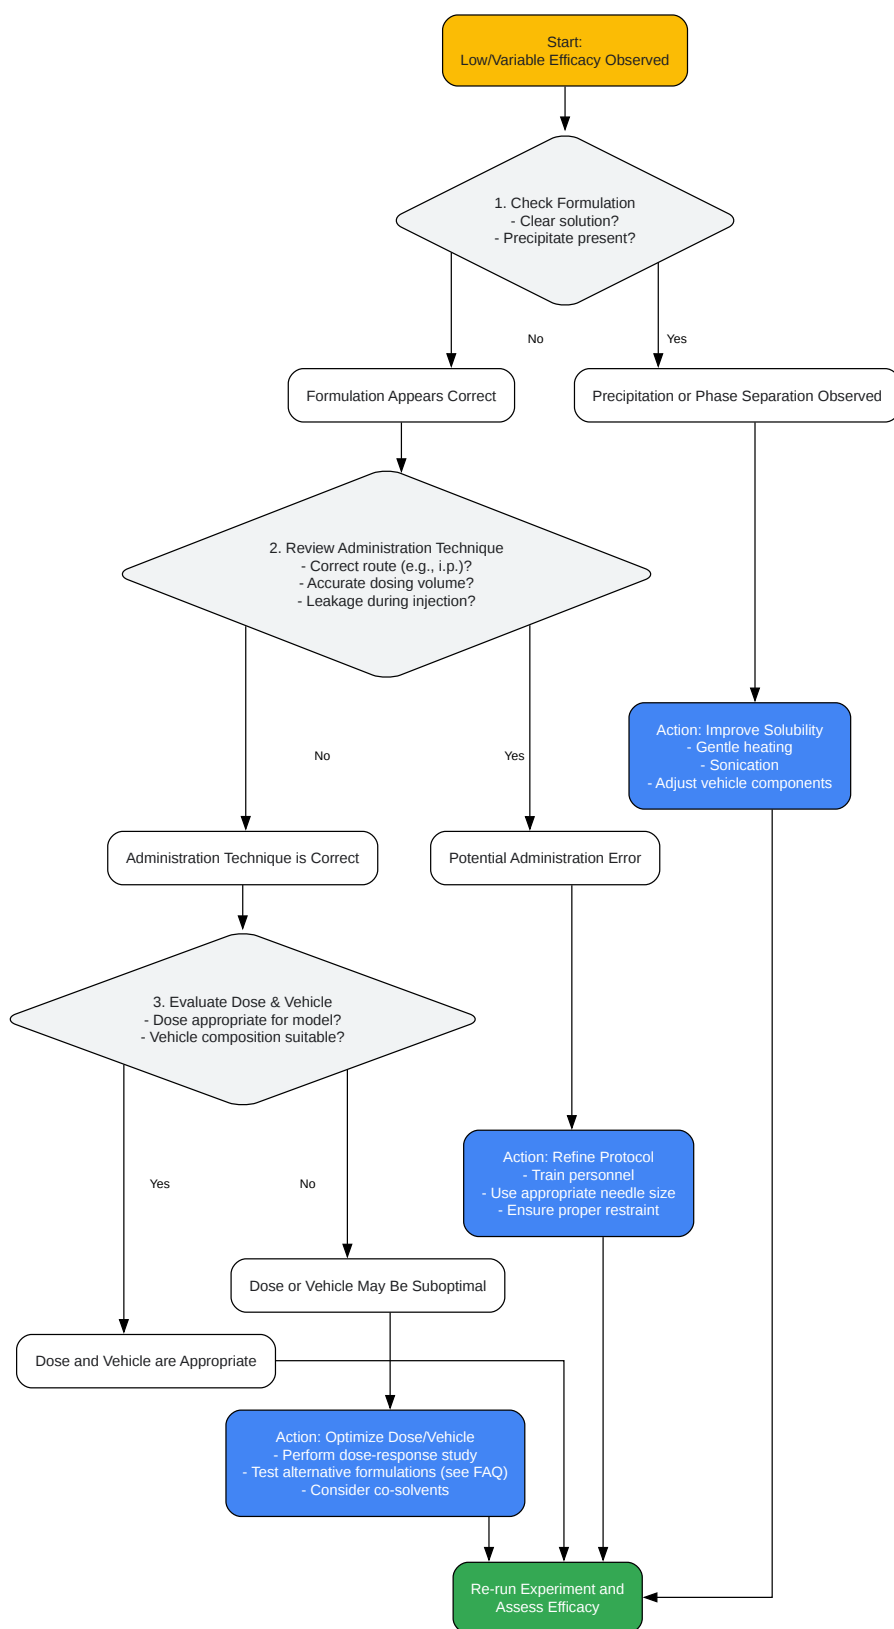 Start:
Low/Variable Efficacy Observed
1. Check Formulation
- Clear solution?
- Precipitate present?
No
Yes
Formulation Appears Correct
Precipitation or Phase Separation Observed
2. Review Administration Technique
- Correct route (e.g., i.p.)?
- Accurate dosing volume?
- Leakage during injection?
No
Yes
Action: Improve Solubility
- Gentle heating
- Sonication
- Adjust vehicle components
Administration Technique is Correct
Potential Administration Error
3. Evaluate Dose & Vehicle
- Dose appropriate for model?
- Vehicle composition suitable?
Yes
No
Action: Refine Protocol
- Train personnel
- Use appropriate needle size
- Ensure proper restraint
Dose or Vehicle May Be Suboptimal
Dose and Vehicle are Appropriate
Action: Optimize Dose/Vehicle
- Perform dose-response study
- Test alternative formulations (see FAQ)
- Consider co-solvents
Re-run Experiment and
Assess Efficacy